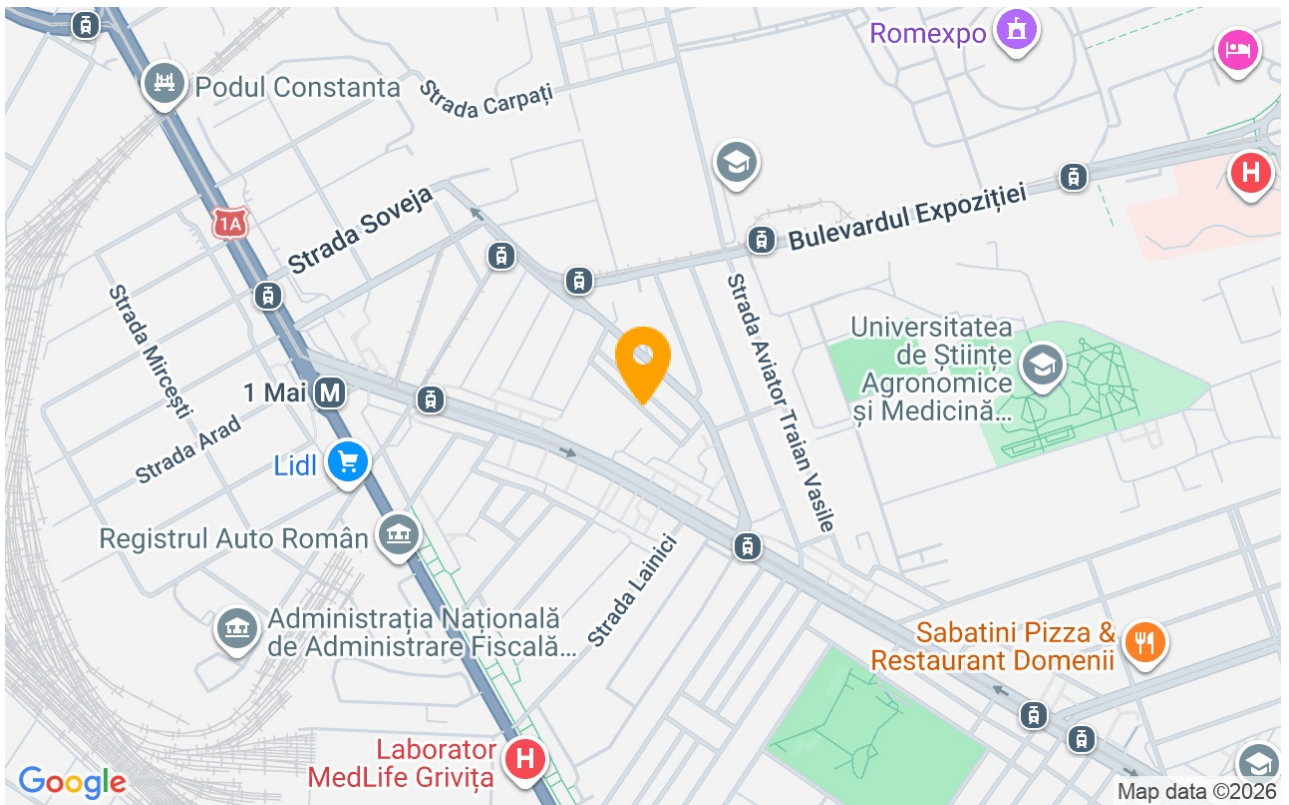 Romexpo
Podul Constanta
Strada Carpați
1A
Strada Soveja
Bulevardul Expoziției
H
Strada Mircești
Strada Aviator Traian Vasile
Universitatea
de Științe
Agronomice
și Medicină...
1 Mai
M
Strada Arad
Lidl
Registrul Auto Român
Strada Lainici
Administrația Națională
de Administrare Fiscală...
Sabatini Pizza &
Restaurant Domenii
Laborator
MedLife Grivița
H
Google
Map data ©2026